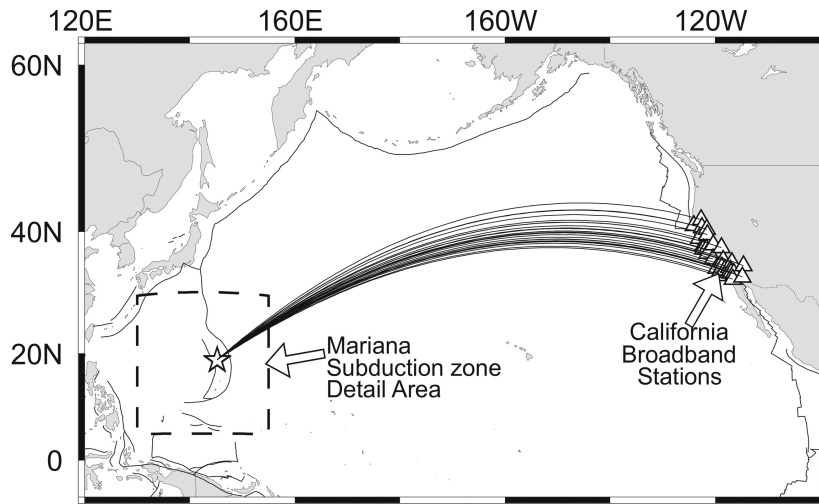 120E 160E 160W 120W
60N
40N
20N
0
Mariana
Subduction zone
Detail Area
California
Broadband
Stations